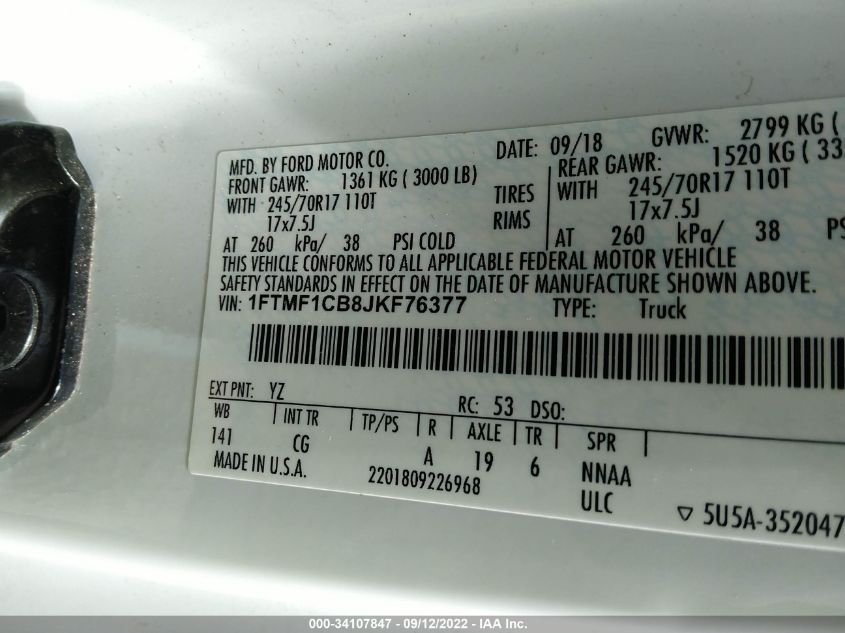 MFD. BY FORD MOTOR CO. DATE: 09/18 GVWR: 2799 KG (
FRONT GAWR: 1361 KG ( 3000 LB) REAR GAWR: 1520 KG ( 33
WITH 245/70R17 110T TIRES WITH 245/70R17 110T
17x7.5J RIMS 17x7.5J
AT 260 kPa/ 38 PSI COLD AT 260 kPa/ 38 PS
THIS VEHICLE CONFORMS TO ALL APPLICABLE FEDERAL MOTOR VEHICLE
SAFETY STANDARDS IN EFFECT ON THE DATE OF MANUFACTURE SHOWN ABOVE.
VIN: 1FTMF1CB8JKF76377 TYPE: Truck
EXT PNT: YZ RC: 53 DSO:
WB INT TR TP/PS R AXLE TR SPR
141 CG A 19 6 NNAA
MADE IN U.S.A. 2201809226968 ULC
▽ 5U5A-352047
000-34107847 - 09/12/2022 - IAA Inc.